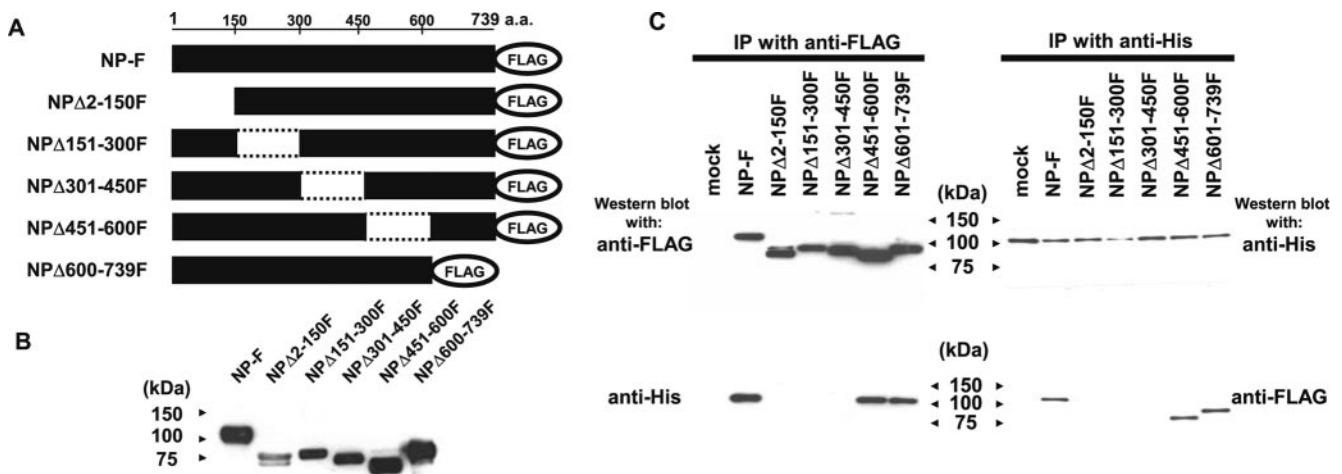 A
1 150 300 450 600 739 a.a.
NP-F FLAG
NPΔ2-150F FLAG
NPΔ151-300F FLAG
NPΔ301-450F FLAG
NPΔ451-600F FLAG
NPΔ600-739F FLAG
B
NP-F NPΔ2-150F NPΔ151-300F NPΔ301-450F NPΔ451-600F NPΔ600-739F
(kDa)
150
100
75
C
IP with anti-FLAG
mock NP-F NPΔ2-150F NPΔ151-300F NPΔ301-450F NPΔ451-600F NPΔ601-739F
Western blot
with:
anti-FLAG
(kDa)
150
100
75
IP with anti-His
mock NP-F NPΔ2-150F NPΔ151-300F NPΔ301-450F NPΔ451-600F NPΔ601-739F
Western blot
with:
anti-His
anti-His
(kDa)
150
100
75
anti-FLAG